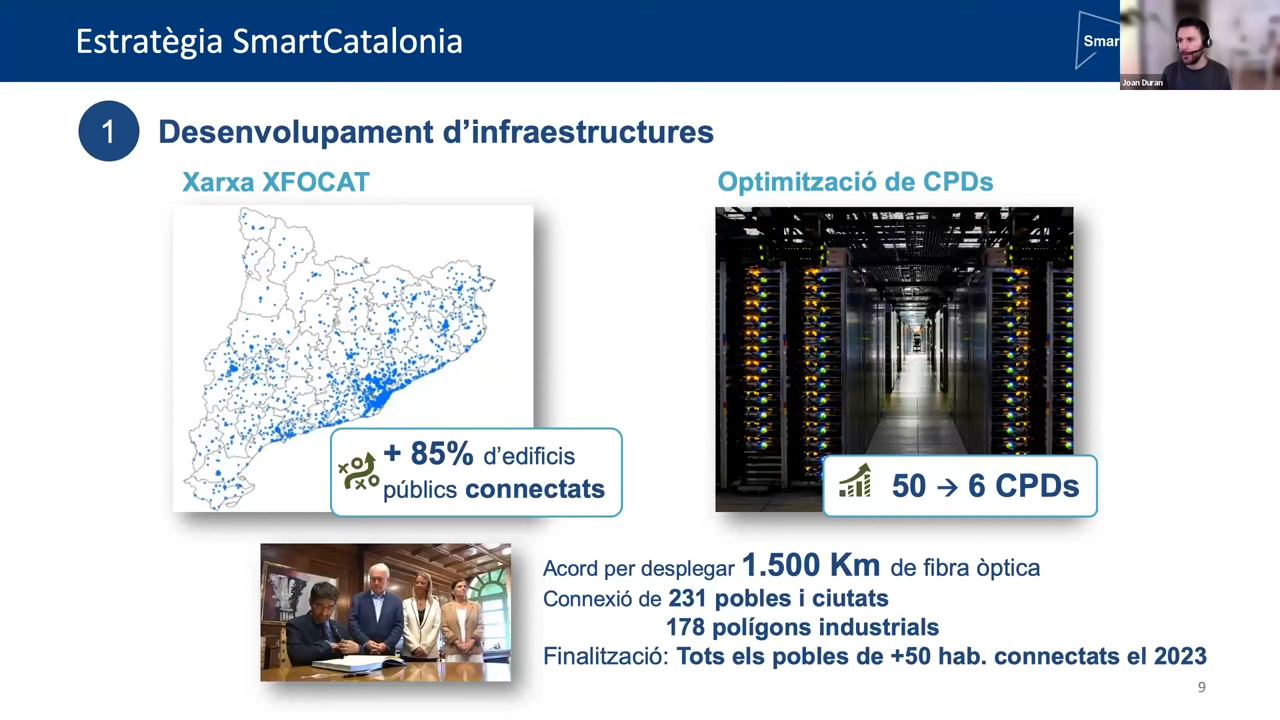 Estratègia SmartCatalonia
Smar
Joan Duran
1
Desenvolupament d’infraestructures
Xarxa XFOCAT
Optimització de CPDs
+ 85% d’edificis
públics connectats
50 → 6 CPDs
Acord per desplegar 1.500 Km de fibra òptica
Connexió de 231 pobles i ciutats
178 polígons industrials
Finalització: Tots els pobles de +50 hab. connectats el 2023
9